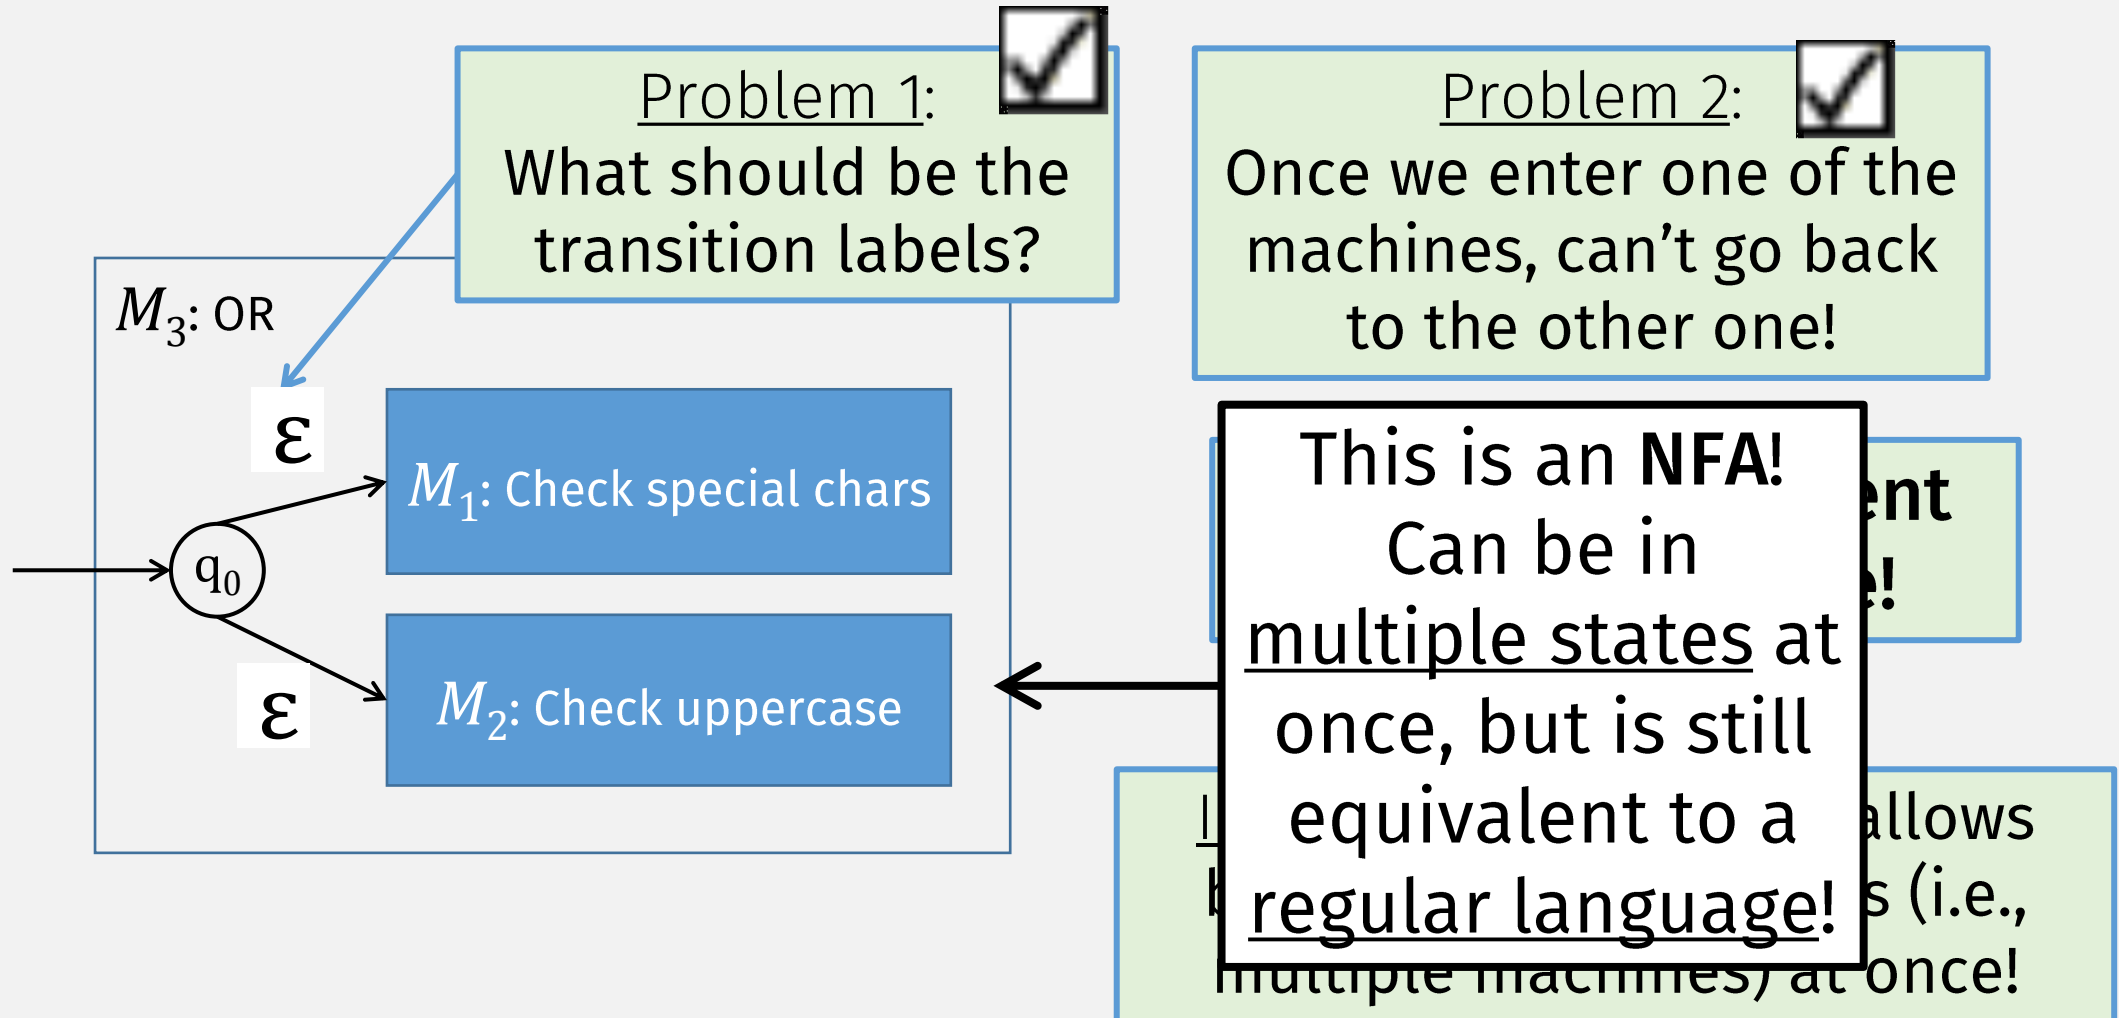 Problem 1:
What should be the
transition labels?
Problem 2:
Once we enter one of the
machines, can’t go back
to the other one!
M3: OR
ε
M1: Check special chars
q0
M2: Check uppercase
ε
This is an NFA!
Can be in
multiple states at
once, but is still
equivalent to a
regular language!
allows
(i.e.,
multiple machines) at once!